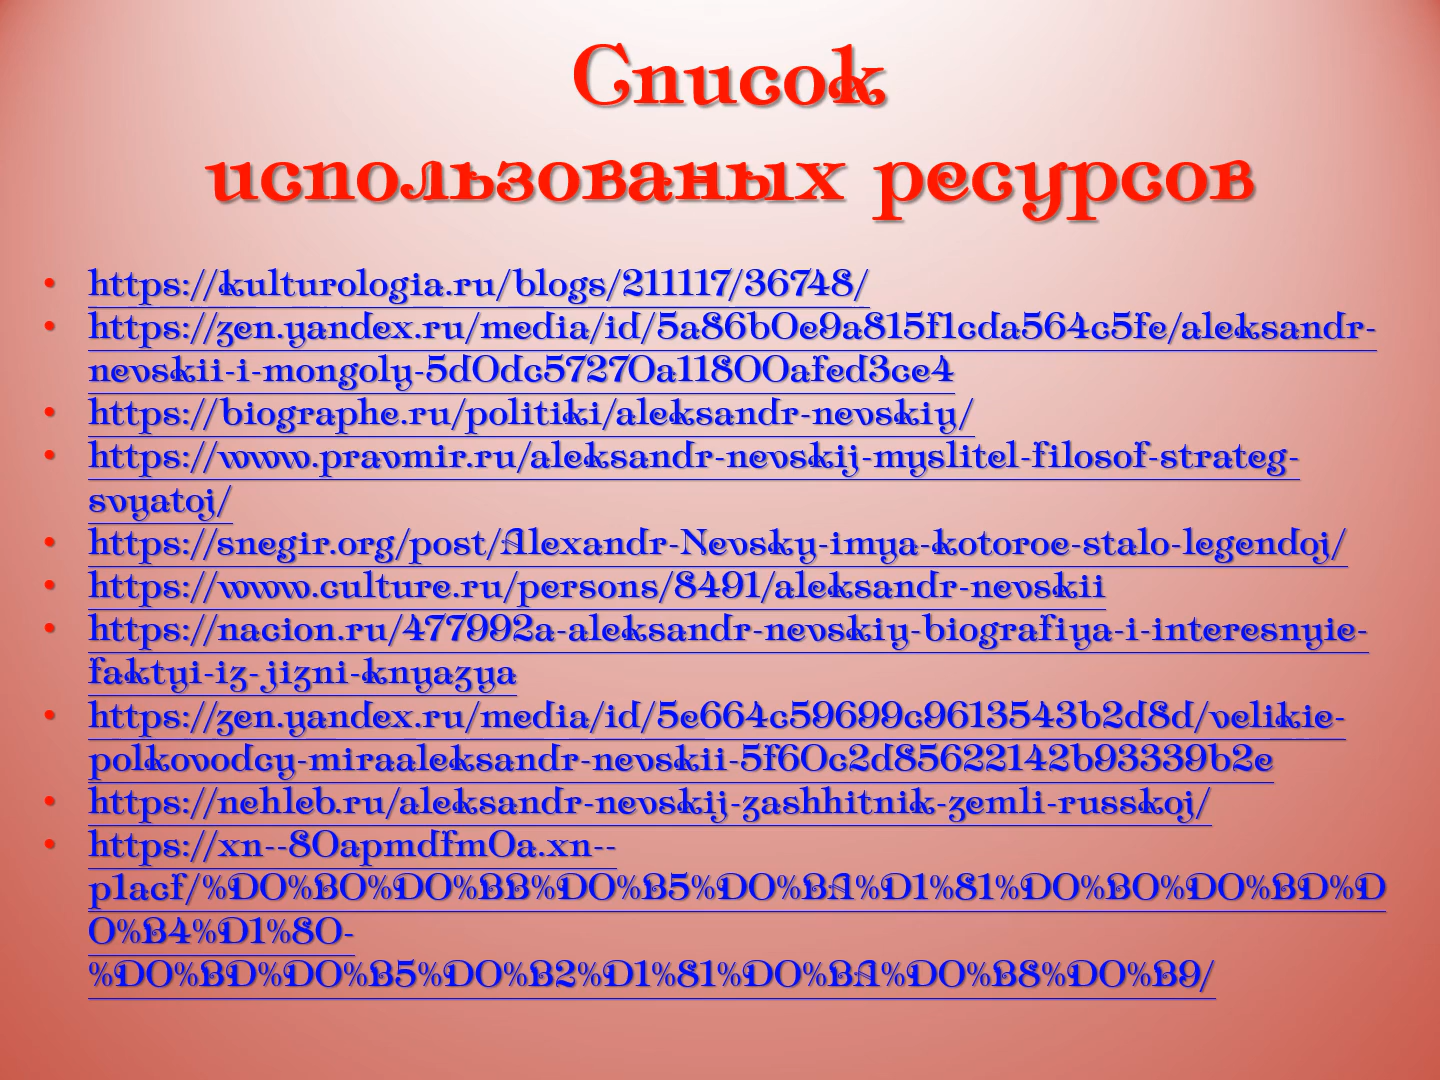 Список
использованых ресурсов
• https://kulturologia.ru/blogs/211117/36748/
• https://zen.yandex.ru/media/id/5a86b0e9a815f1cda564c5fe/aleksandr-
nevskii-i-mongoly-5d0dc57270a11800afed3ce4
• https://biographe.ru/politiki/aleksandr-nevskiy/
• https://www.pravmir.ru/aleksandr-nevskij-myslitel-filosof-strateg-
svyatoj/
• https://snegir.org/post/Alexandr-Nevsky-imya-kotoroe-stalo-legendoj/
• https://www.culture.ru/persons/8491/aleksandr-nevskii
• https://nacion.ru/477992a-aleksandr-nevskiy-biografiya-i-interesnyie-
faktyi-iz-jizni-knyazya
• https://zen.yandex.ru/media/id/5e664c59699c9613543b2d8d/velikie-
polkovodcy-miraaleksandr-nevskii-5f60c2d85622142b93339b2e
• https://nehleb.ru/aleksandr-nevskij-zashhitnik-zemli-russkoj/
• https://xn--80apmdfm0a.xn--
p1acf/%D0%B0%D0%BB%D0%B5%D0%BA%D1%81%D0%B0%D0%BD%D
0%B4%D1%80-
%D0%BD%D0%B5%D0%B2%D1%81%D0%BA%D0%B8%D0%B9/